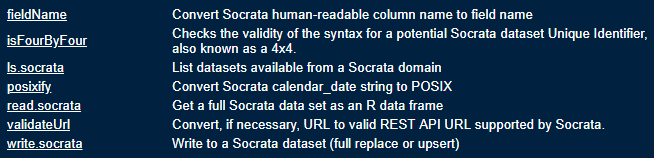 fieldName Convert Socrata human-readable column name to field name
isFourByFour Checks the validity of the syntax for a potential Socrata dataset Unique Identifier,
also known as a 4x4.
ls.socrata List datasets available from a Socrata domain
posixify Convert Socrata calendar_date string to POSIX
read.socrata Get a full Socrata data set as an R data frame
validateUrl Convert, if necessary, URL to valid REST API URL supported by Socrata.
write.socrata Write to a Socrata dataset (full replace or upsert)